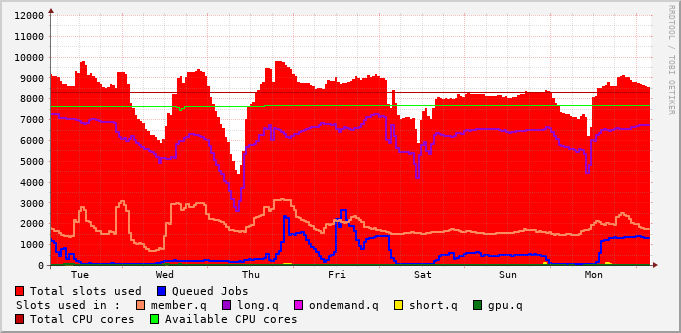 12000
11000
10000
9000
8000
7000
6000
5000
4000
3000
2000
1000
0
Tue Wed Thu Fri Sat Sun Mon
RRDTOOL / TOBI OETIKER
Total slots used Queued Jobs
Slots used in : member.q long.q ondemand.q short.q gpu.q
Total CPU cores Available CPU cores